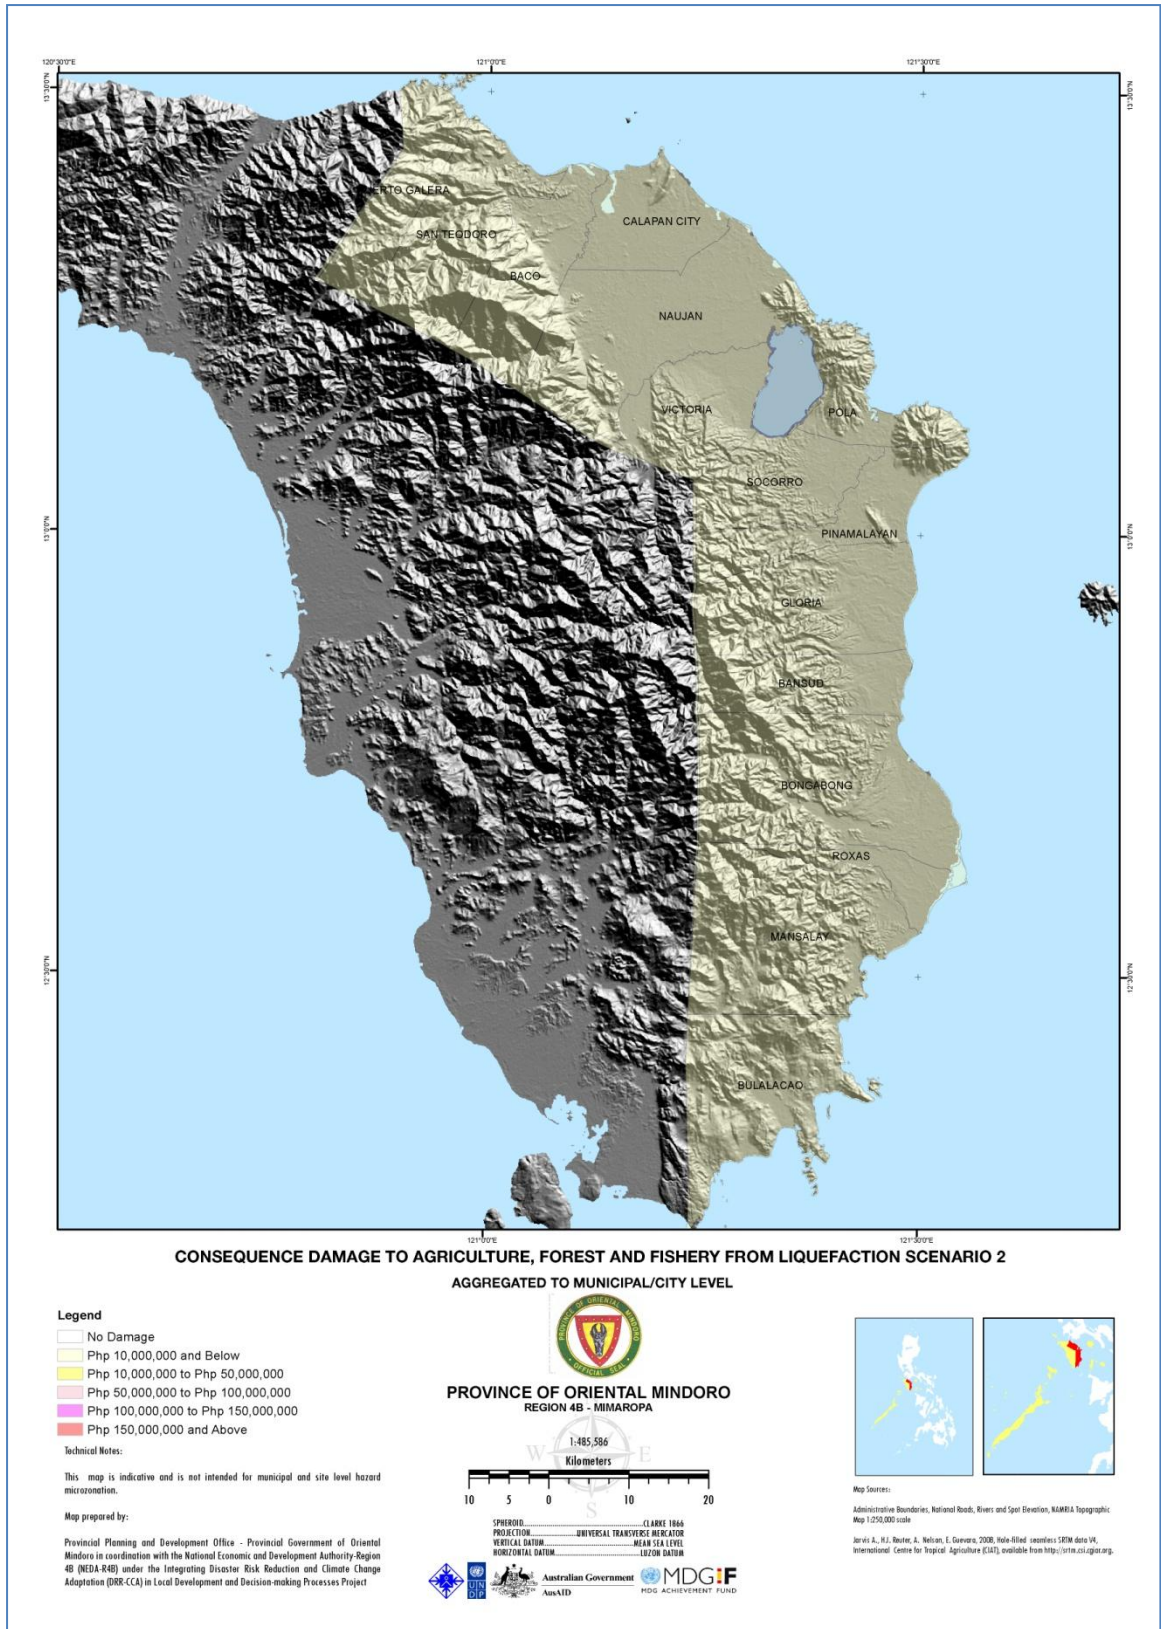 120°30'0"E
121°0'0"E
121°30'0"E
13°30'0"N
13°30'0"N
PUERTO GALERA
SAN TEODORO
BACO
CALAPAN CITY
NAUJAN
VICTORIA
POLA
SOCORRO
13°0'0"N
13°0'0"N
PINAMALAYAN
GLORIA
BANSUD
BONGABONG
ROXAS
MANSALAY
12°30'0"N
12°30'0"N
BULALACAO
121°0'0"E
121°30'0"E
CONSEQUENCE DAMAGE TO AGRICULTURE, FOREST AND FISHERY FROM LIQUEFACTION SCENARIO 2
AGGREGATED TO MUNICIPAL/CITY LEVEL
Legend
No Damage
Php 10,000,000 and Below
Php 10,000,000 to Php 50,000,000
Php 50,000,000 to Php 100,000,000
Php 100,000,000 to Php 150,000,000
Php 150,000,000 and Above
Technical Notes:
This map is indicative and is not intended for municipal and site level hazard
microzonation.
Map prepared by:
Provincial Planning and Development Office - Provincial Government of Oriental
Mindoro in coordination with the National Economic and Development Authority-Region
4B (NEDA-R4B) under the Integrating Disaster Risk Reduction and Climate Change
Adaptation (DRR-CCA) in Local Development and Decision-making Processes Project
PROVINCE OF ORIENTAL MINDORO
OFFICIAL SEAL
PROVINCE OF ORIENTAL MINDORO
REGION 4B - MIMAROPA
1:485,586
W E
Kilometers
10 5 0 10 20
S
SPHEROID CLARKE 1866
PROJECTION UNIVERSAL TRANSVERSE MERCATOR
VERTICAL DATUM MEAN SEA LEVEL
HORIZONTAL DATUM LUZON DATUM
UNDP
Australian Government
AusAID
MDGiF
MDG ACHIEVEMENT FUND
Map Sources:
Administrative Boundaries, National Roads, Rivers and Spot Elevation, NAMRIA Topographic
Map 1:250,000 scale
Jarvis A., H.I. Reuter, A. Nelson, E. Guevara, 2008, Hole-filled seamless SRTM data V4,
International Centre for Tropical Agriculture (CIAT), available from http://srtm.csi.cgiar.org.